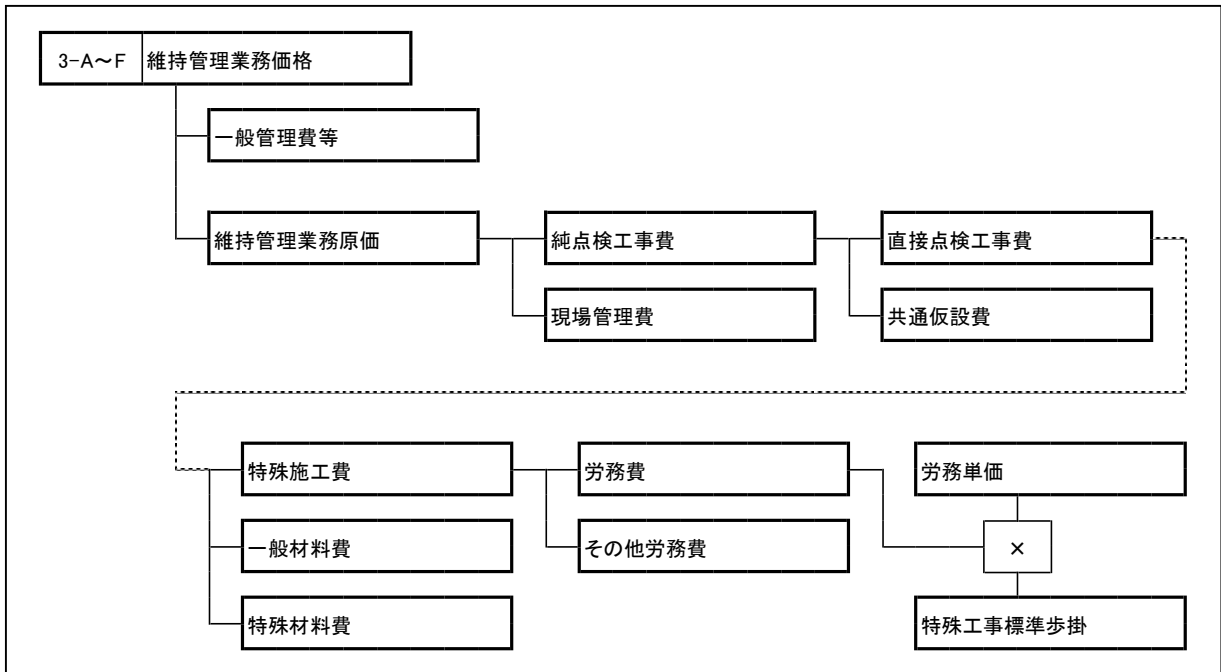 3-A～F 維持管理業務価格
一般管理費等
維持管理業務原価 純点検工事費 直接点検工事費
現場管理費 共通仮設費
特殊施工費 労務費 労務単価
一般材料費 その他労務費 ×
特殊材料費 特殊工事標準歩掛